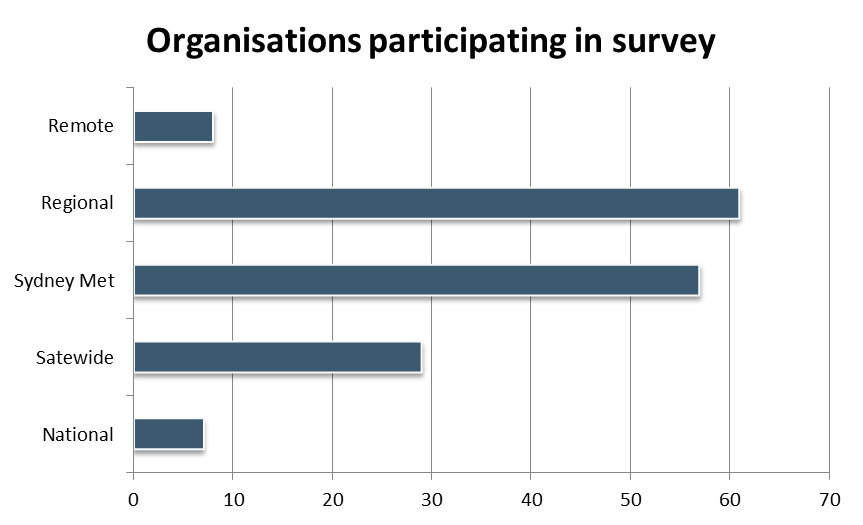 Organisations participating in survey
Remote
Regional
Sydney Met
Satewide
National
0 10 20 30 40 50 60 70